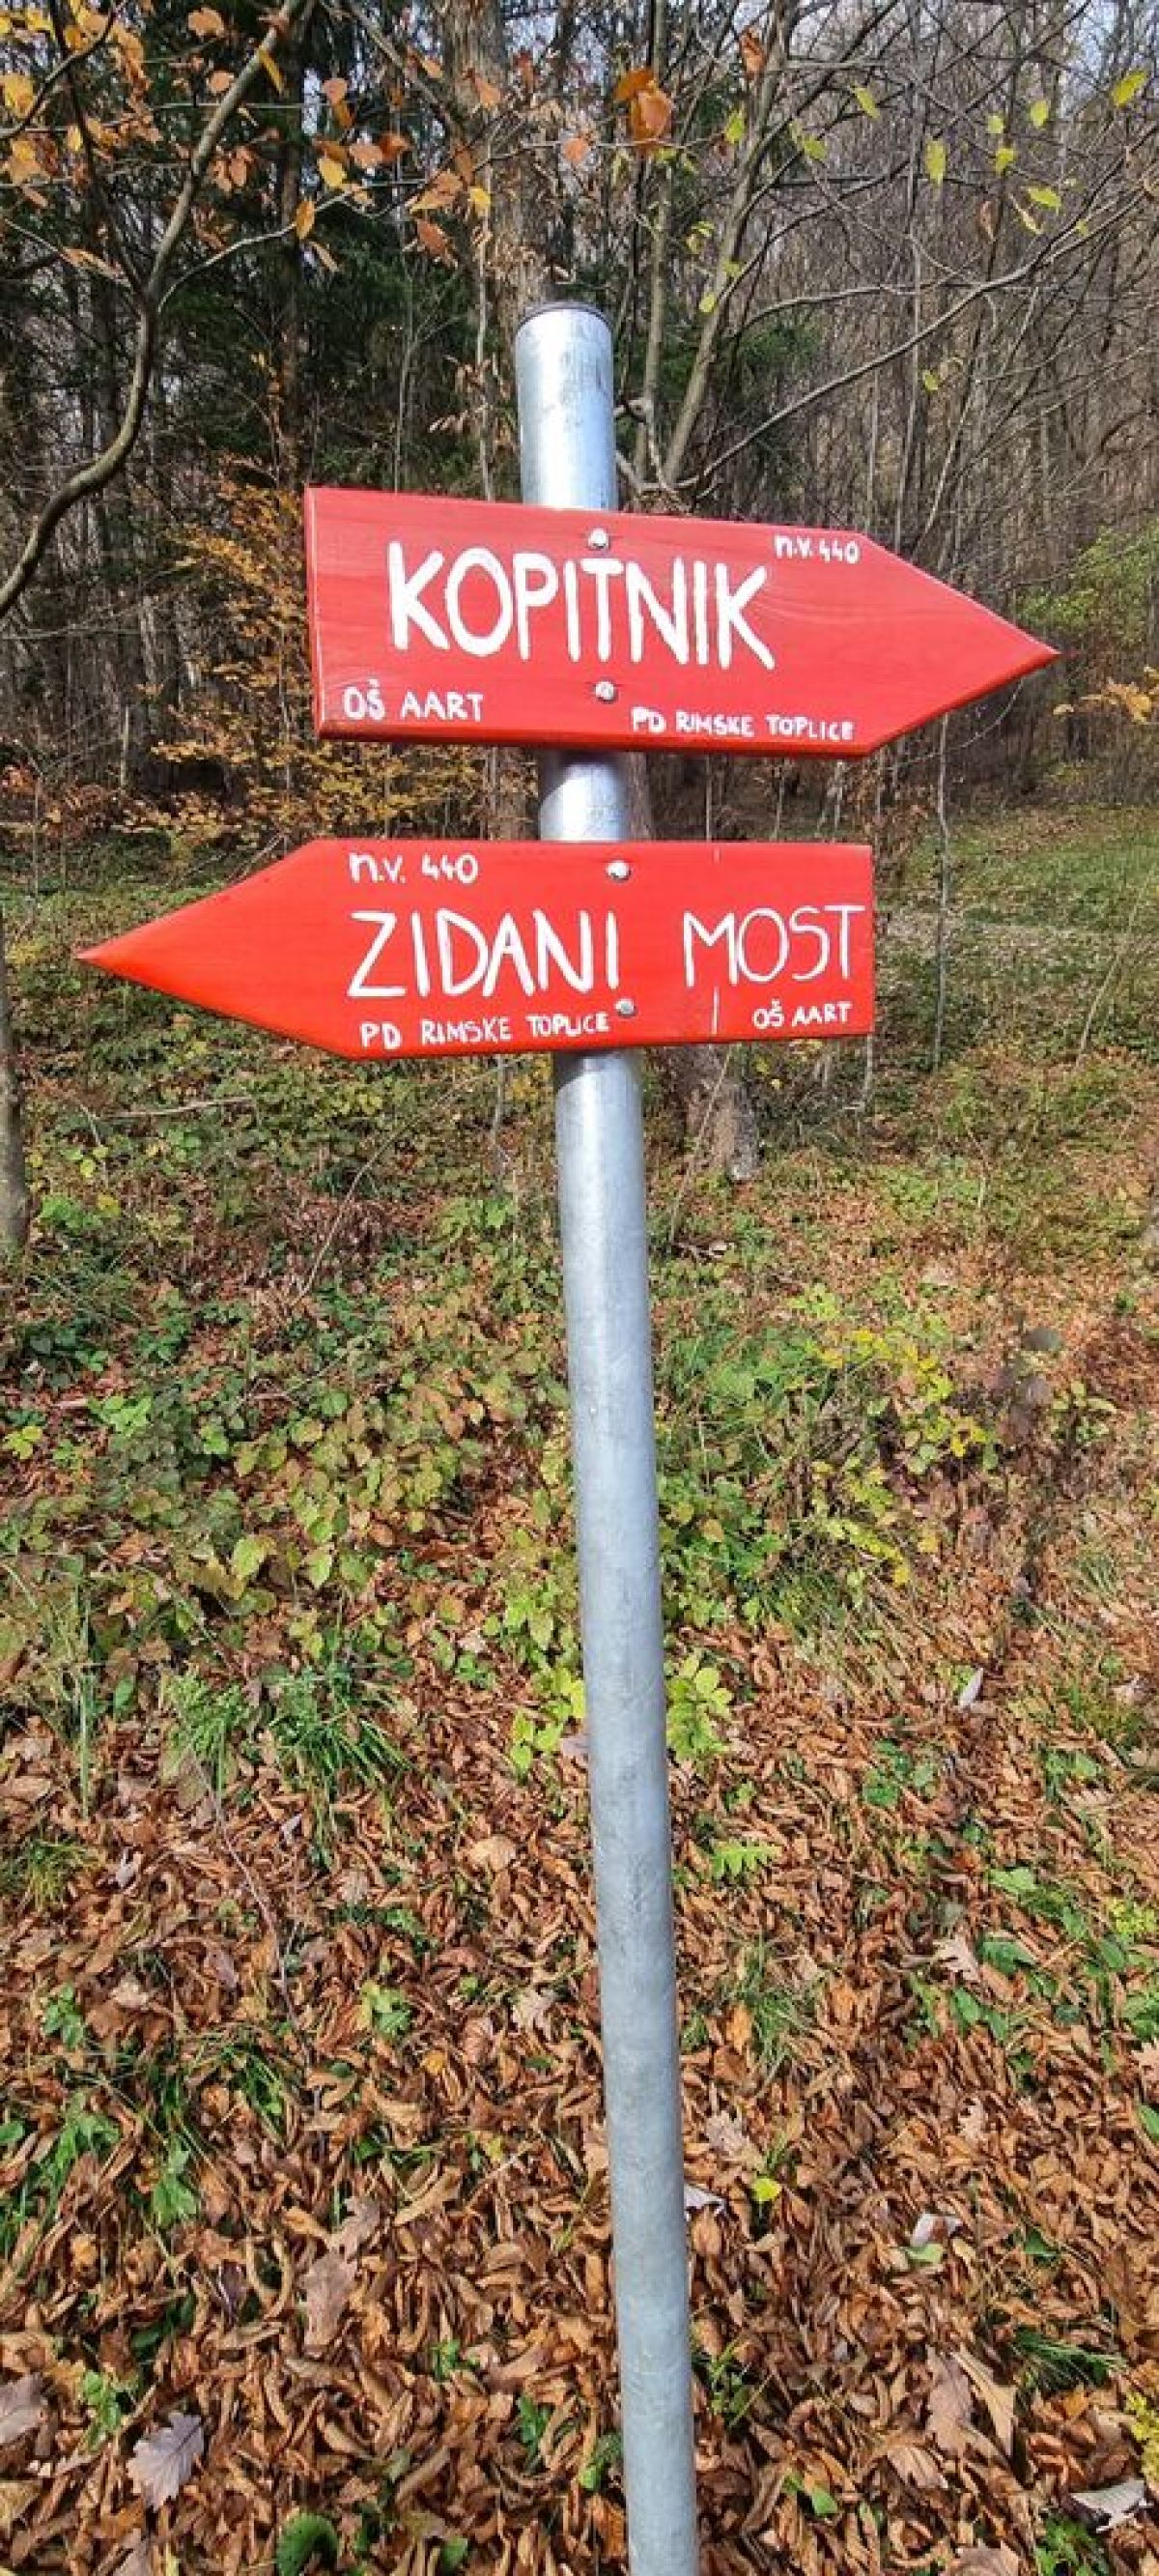 n.v. 440
KOPITNIK
OŠ AART PD RIMSKE TOPLICE
n.v. 440
ZIDANI MOST
PD RIMSKE TOPLICE OŠ AART